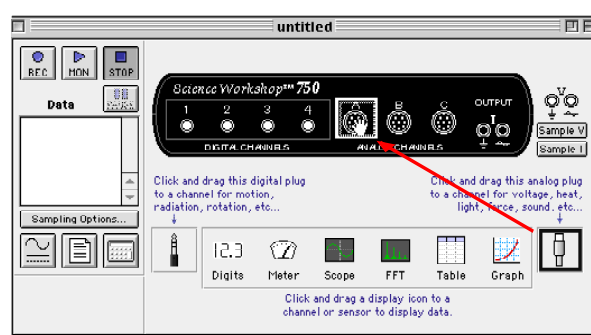 untitled
REC MON STOP
Data
Sampling Options...
Science Workshop™ 750
1 2 3 4 A B C OUTPUT
DIGITAL CHANNELS
V
I
Sample V
Sample I
Click and drag this digital plug
to a channel for motion,
radiation, rotation, etc...
Click and drag this analog plug
to a channel for voltage, heat,
light, force, sound, etc...
12.3
Digits Meter Scope FFT Table Graph
Click and drag a display icon to a
channel or sensor to display data.